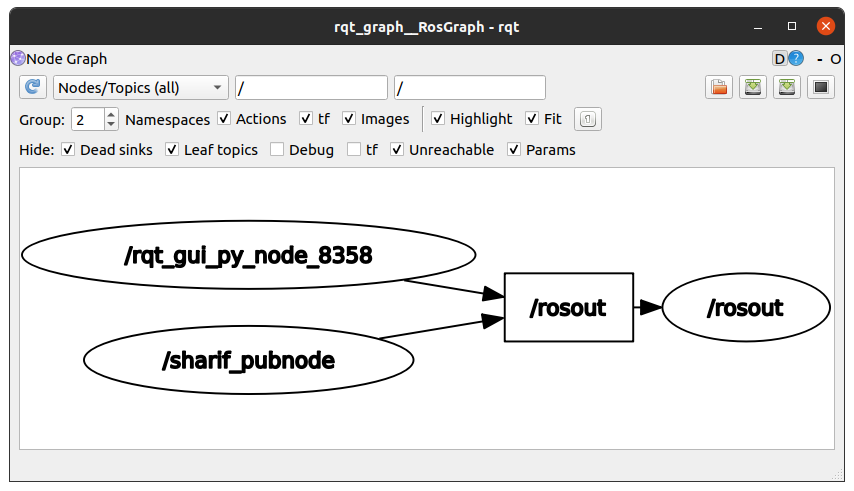 rqt_graph__RosGraph - rqt
Node Graph D ? - O
Nodes/Topics (all) / /
Group: 2 Namespaces Actions tf Images Highlight Fit
Hide: Dead sinks Leaf topics Debug tf Unreachable Params
/rqt_gui_py_node_8358
/rosout /rosout
/sharif_pubnode